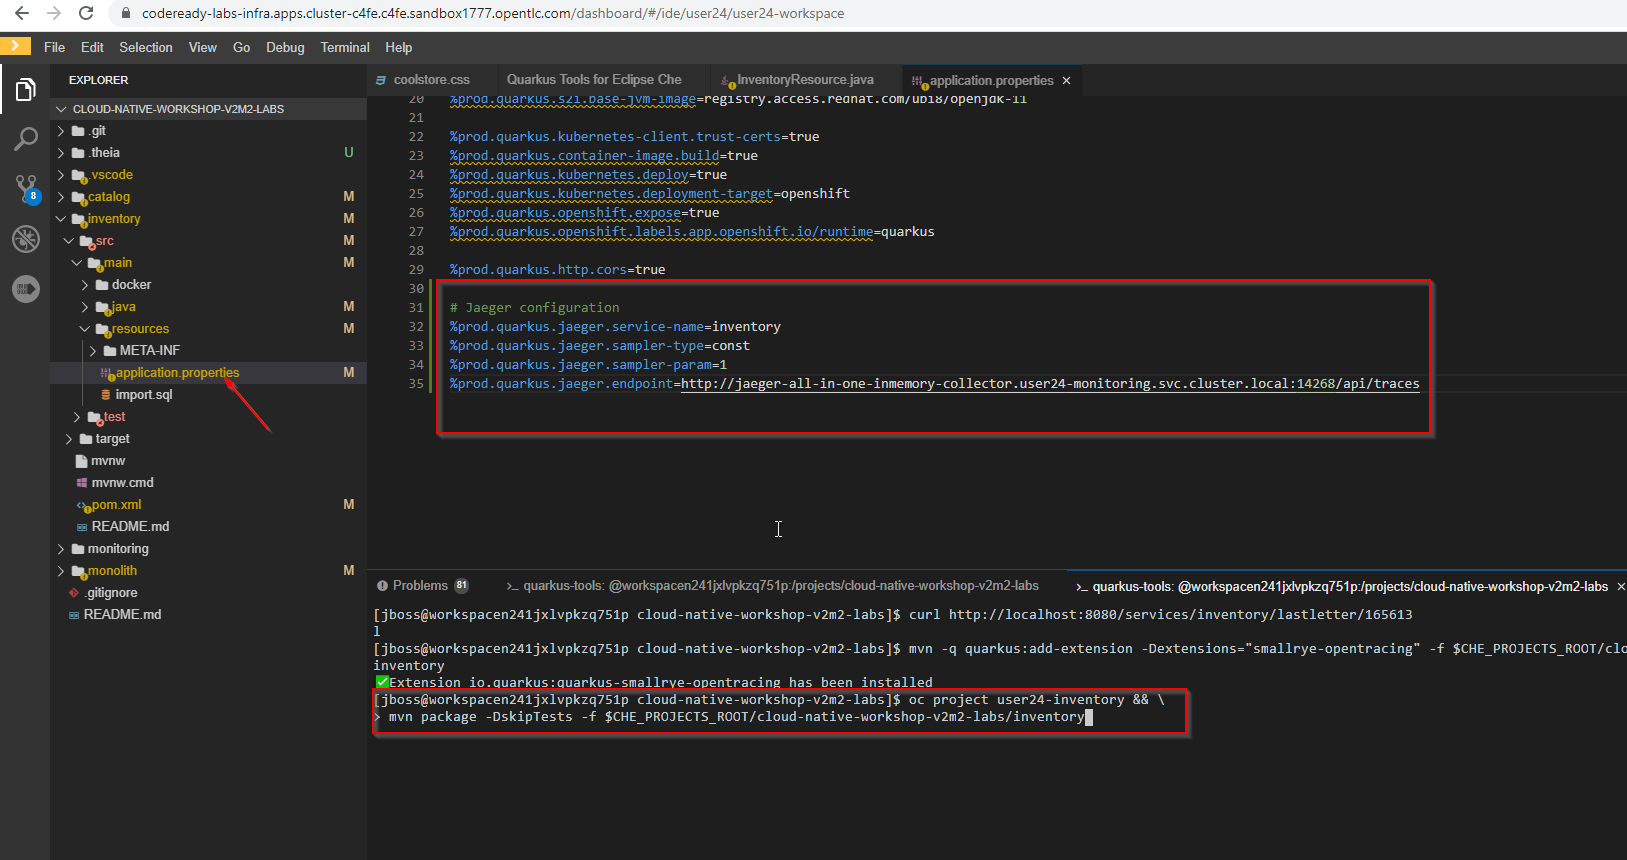 codeready-labs-infra.apps.cluster-c4fe.c4fe.sandbox1777.opentlc.com/dashboard/#/ide/user24/user24-workspace
File Edit Selection View Go Debug Terminal Help
EXPLORER
CLOUD-NATIVE-WORKSHOP-V2M2-LABS
.git
.theia U
.vscode
catalog M
8
inventory M
src M
main M
docker
java M
resources M
META-INF
application.properties M
import.sql
test
target
mvnw
mvnw.cmd
pom.xml M
README.md
monitoring
monolith M
.gitignore
README.md
coolstore.css Quarkus Tools for Eclipse Che InventoryResource.java application.properties ×
20 %prod.quarkus.s2i.base-jvm-image=registry.access.redhat.com/ubi8/openjdk-11
21
22 %prod.quarkus.kubernetes-client.trust-certs=true
23 %prod.quarkus.container-image.build=true
24 %prod.quarkus.kubernetes.deploy=true
25 %prod.quarkus.kubernetes.deployment-target=openshift
26 %prod.quarkus.openshift.expose=true
27 %prod.quarkus.openshift.labels.app.openshift.io/runtime=quarkus
28
29 %prod.quarkus.http.cors=true
30
31 # Jaeger configuration
32 %prod.quarkus.jaeger.service-name=inventory
33 %prod.quarkus.jaeger.sampler-type=const
34 %prod.quarkus.jaeger.sampler-param=1
35 %prod.quarkus.jaeger.endpoint=http://jaeger-all-in-one-inmemory-collector.user24-monitoring.svc.cluster.local:14268/api/traces
Problems 81 >_ quarkus-tools: @workspacen241jxlvpkzq751p:/projects/cloud-native-workshop-v2m2-labs >_ quarkus-tools: @workspacen241jxlvpkzq751p:/projects/cloud-native-workshop-v2m2-labs ×
[jboss@workspacen241jxlvpkzq751p cloud-native-workshop-v2m2-labs]$ curl http://localhost:8080/services/inventory/lastletter/165613
l
[jboss@workspacen241jxlvpkzq751p cloud-native-workshop-v2m2-labs]$ mvn -q quarkus:add-extension -Dextensions="smallrye-opentracing" -f $CHE_PROJECTS_ROOT/clo
inventory
✅Extension io.quarkus:quarkus-smallrye-opentracing has been installed
[jboss@workspacen241jxlvpkzq751p cloud-native-workshop-v2m2-labs]$ oc project user24-inventory && \
> mvn package -DskipTests -f $CHE_PROJECTS_ROOT/cloud-native-workshop-v2m2-labs/inventory